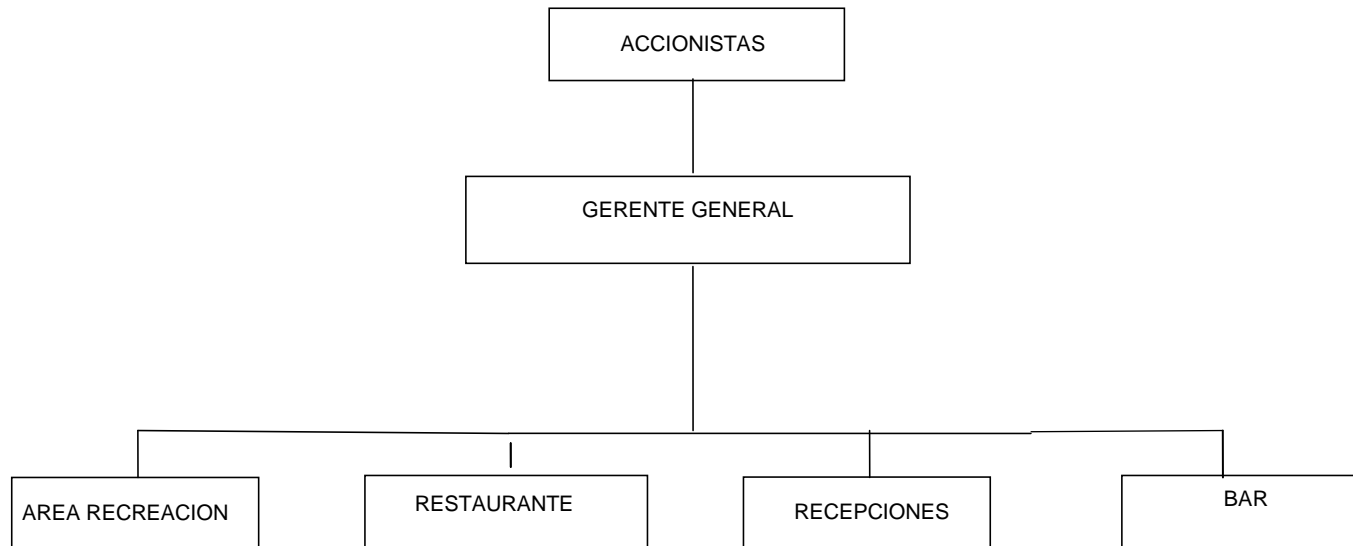 ACCIONISTAS
GERENTE GENERAL
AREA RECREACION
RESTAURANTE
RECEPCIONES
BAR